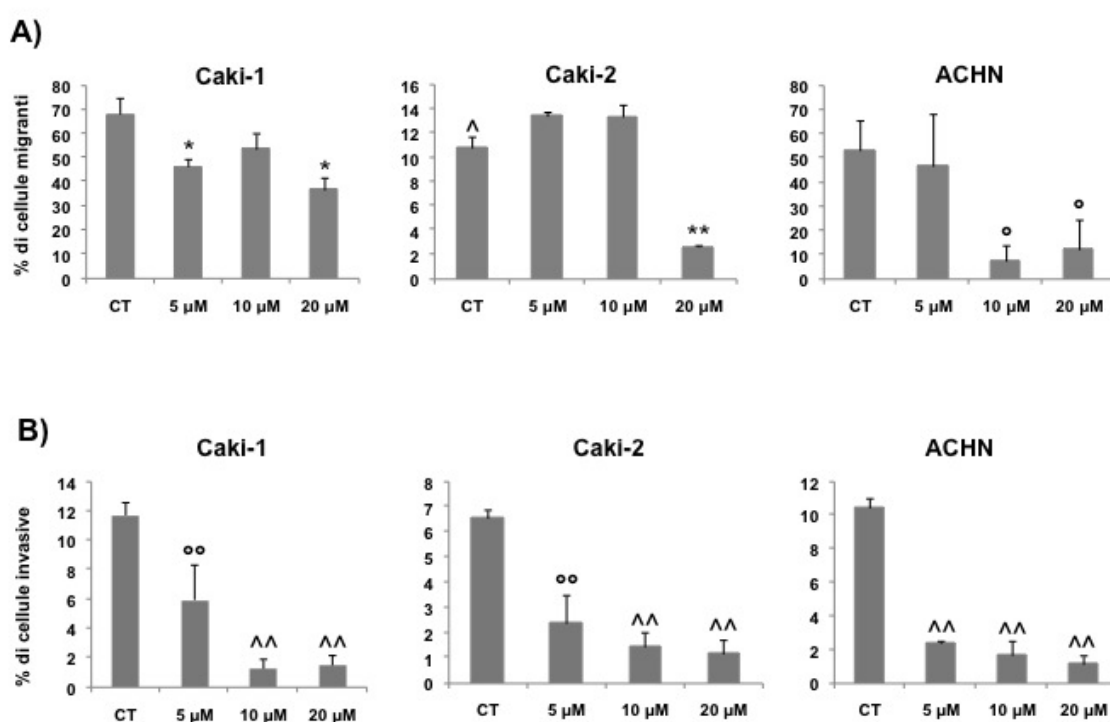 A)
Caki-1
Caki-2
ACHN
% di cellule migranti
80
70
60
50
40
30
20
10
0
*
*
CT
5 µM
10 µM
20 µM
16
14
12
10
8
6
4
2
0
^
**
CT
5 µM
10 µM
20 µM
80
70
60
50
40
30
20
10
0
°
°
CT
5 µM
10 µM
20 µM
B)
Caki-1
Caki-2
ACHN
% di cellule invasive
14
12
10
8
6
4
2
0
°°
^^
^^
CT
5 µM
10 µM
20 µM
8
7
6
5
4
3
2
1
0
°°
^^
^^
CT
5 µM
10 µM
20 µM
12
10
8
6
4
2
0
^^
^^
^^
CT
5 µM
10 µM
20 µM